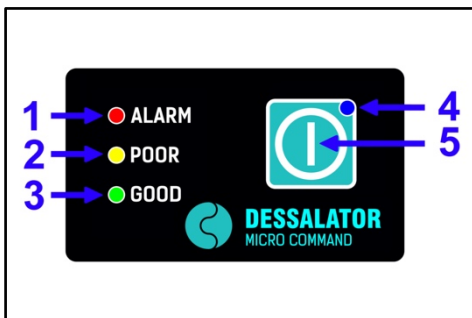 1 ALARM
2 POOR
3 GOOD
4
5
DESSALATOR
MICRO COMMAND